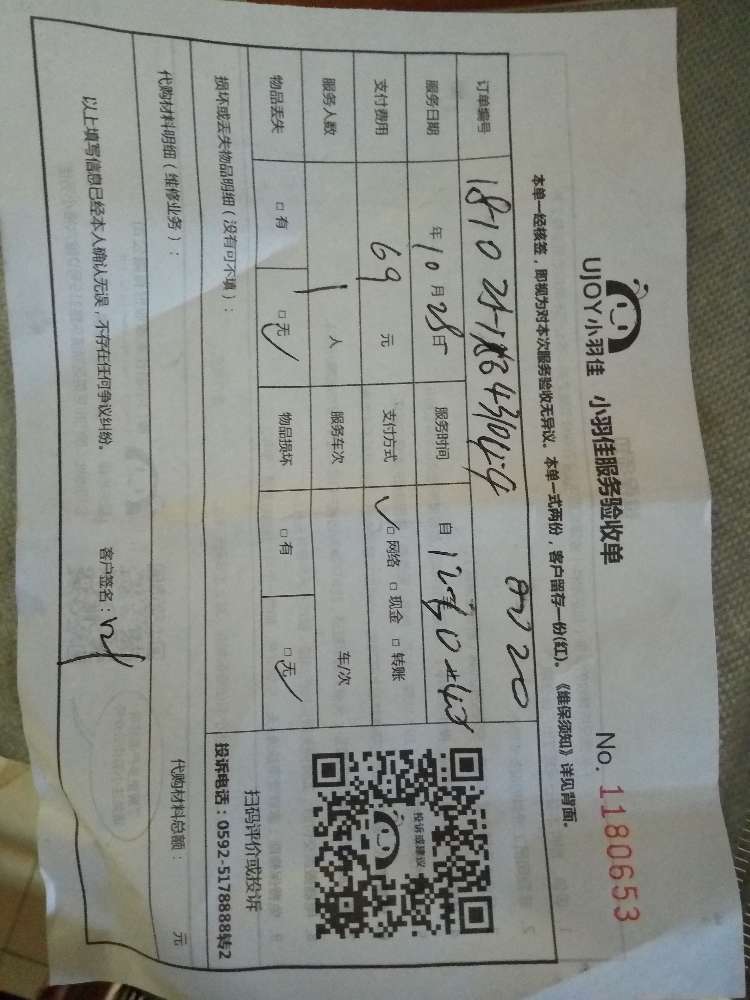 UJOY小羽佳 小羽佳服务验收单 No. 1180653
本单一经核签，即视为对本次服务验收无异议。本单一式两份，客户留存一份(红)。《维保须知》详见背面。
订单编号
服务日期 年 10 月 28 日 服务时间 自
支付费用 69 元 支付方式 ✓□ 网络 □ 现金 □ 转账
服务人数 1 人 服务车次 车/次
物品丢失 □ 有 □ 无 ✓ 物品损坏 □ 有 □ 无 ✓
损坏或丢失物品明细（没有可不填）：
代购材料明细（维修业务）： 代购材料总额： 元
以上填写信息已经本人确认无误，不存在任何争议纠纷。 客户签名：
投诉或建议
扫码评价或投诉
投诉电话：0592-5178888转2